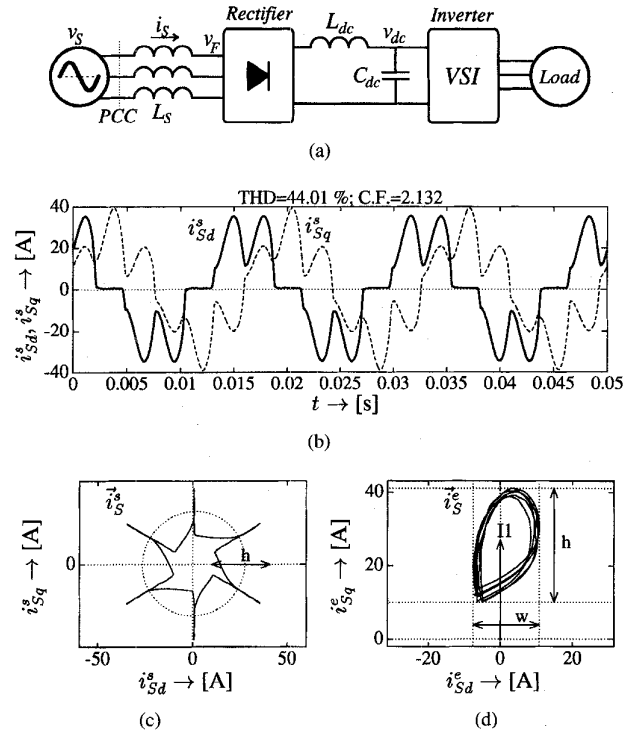 v_S i_S v_F Rectifier L_dc v_dc Inverter
C_dc VSI Load
PCC L_S
(a)
THD=44.01 %; C.F.=2.132
i^s_Sd i^s_Sq
i^s_Sd, i^s_Sq → [A]
40
20
0
-20
-40
0 0.005 0.01 0.015 0.02 0.025 0.03 0.035 0.04 0.045 0.05
t → [s]
(b)
i^s_Sq → [A]
i^s_S
0
h
-50 0 50
i^s_Sd → [A]
(c)
i^e_Sq → [A]
40
20
0
i^e_S
I1
h
w
-20 0 20
i^e_Sd → [A]
(d)